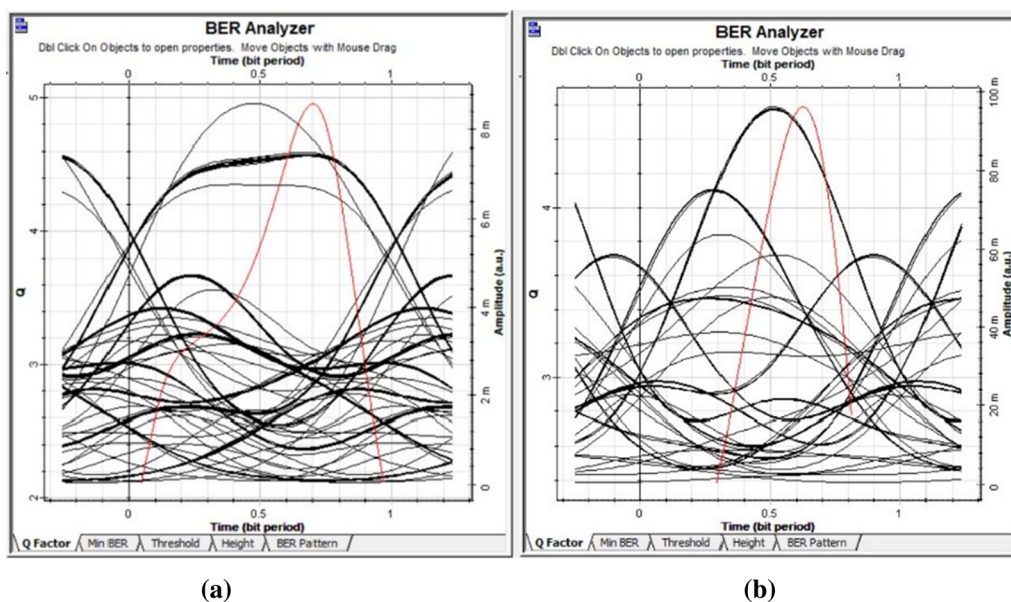 BER Analyzer
Dbl Click On Objects to open properties. Move Objects with Mouse Drag
Time (bit period)
0 0.5 1
5
4
3
2
Q
8 m
6 m
4 m
2 m
0
Amplitude (a.u.)
0 0.5 1
Time (bit period)
Q Factor Min BER Threshold Height BER Pattern
(a)
BER Analyzer
Dbl Click On Objects to open properties. Move Objects with Mouse Drag
Time (bit period)
0 0.5 1
4
3
Q
100 m
80 m
60 m
40 m
20 m
0
Amplitude (a.u.)
0 0.5 1
Time (bit period)
Q Factor Min BER Threshold Height BER Pattern
(b)